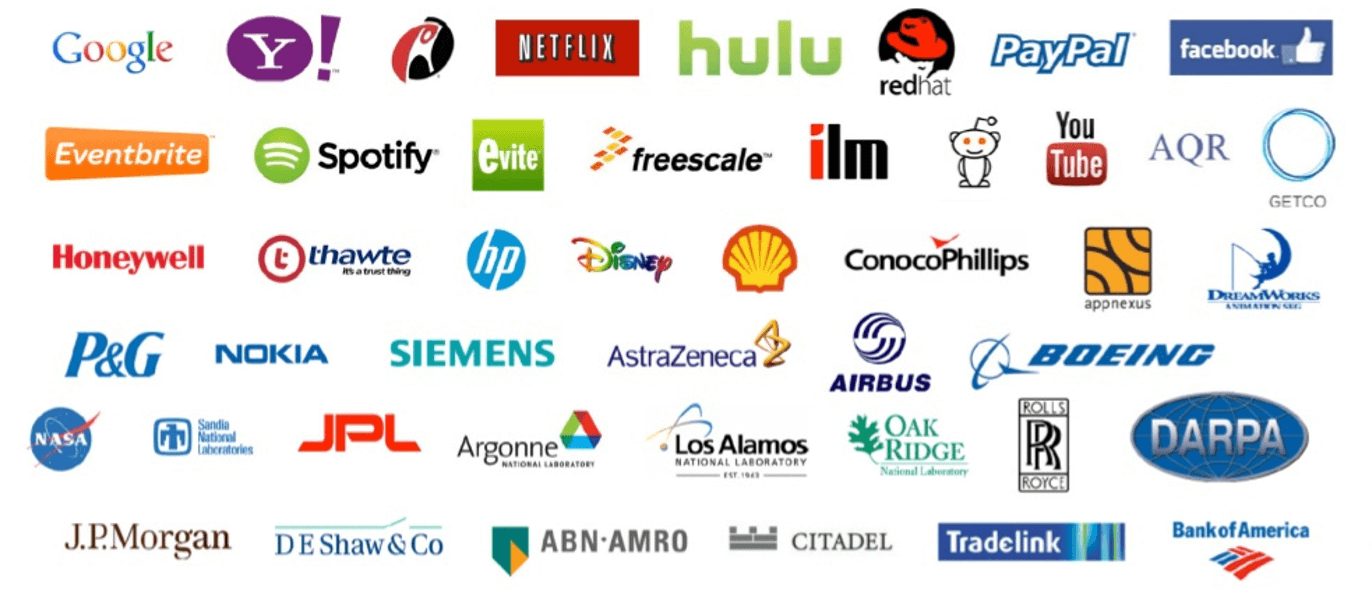 Google
Y!
NETFLIX
hulu
redhat
PayPal
facebook
Eventbrite
Spotify®
evite
freescale™
ilm
You
Tube
AQR
GETCO
Honeywell
t
thawte
it's a trust thing
hp
DISNEY
ConocoPhillips
appnexus
DREAMWORKS
ANIMATION SKG
P&G
NOKIA
SIEMENS
AstraZeneca
AIRBUS
BOEING
NASA
Sandia
National
Laboratories
JPL
Argonne
NATIONAL LABORATORY
Los Alamos
NATIONAL LABORATORY
EST. 1943
OAK
RIDGE
National Laboratory
ROLLS
RR
ROYCE
DARPA
J.P.Morgan
D E Shaw & Co
ABN·AMRO
CITADEL
Tradelink
Bank of America